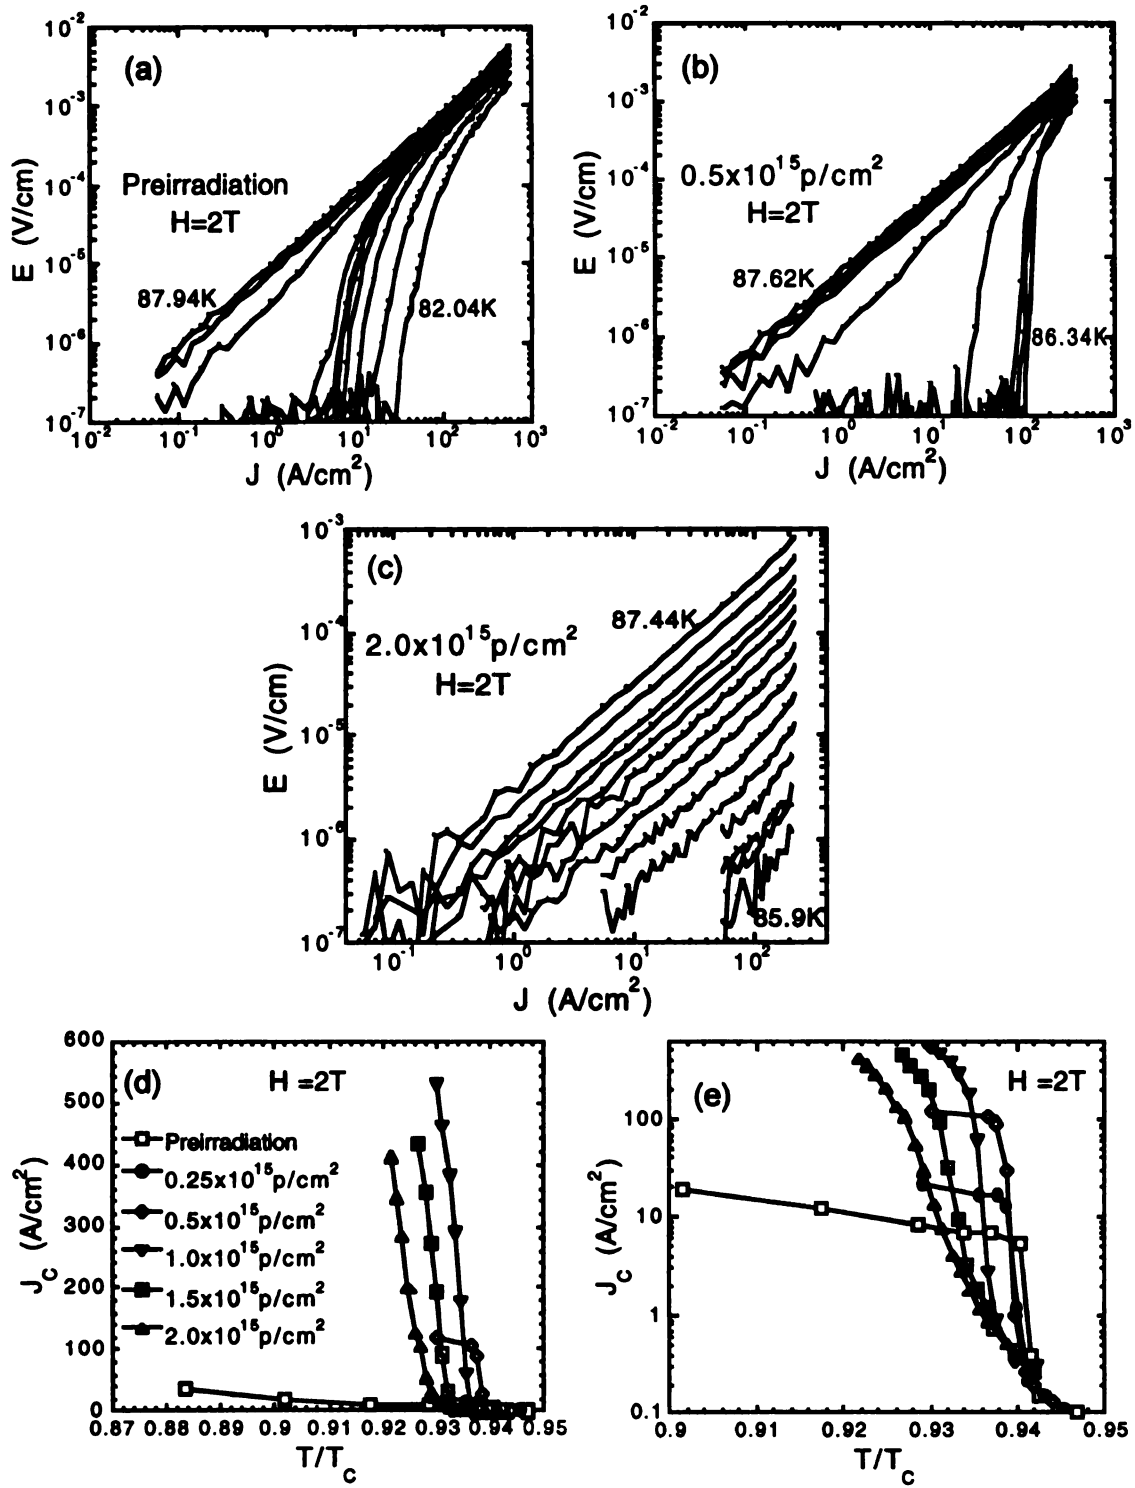 (a)
Preirradiation
H=2T
87.94K
82.04K
10⁻²
10⁻³
10⁻⁴
10⁻⁵
10⁻⁶
10⁻⁷
E (V/cm)
10⁻² 10⁻¹ 10⁰ 10¹ 10² 10³
J (A/cm²)
(b)
0.5x10¹⁵p/cm²
H=2T
87.62K
86.34K
10⁻²
10⁻³
10⁻⁴
10⁻⁵
10⁻⁶
10⁻⁷
E (V/cm)
10⁻² 10⁻¹ 10⁰ 10¹ 10² 10³
J (A/cm²)
(c)
87.44K
2.0x10¹⁵p/cm²
H=2T
85.9K
10⁻³
10⁻⁴
10⁻⁵
10⁻⁶
10⁻⁷
E (V/cm)
10⁻¹ 10⁰ 10¹ 10²
J (A/cm²)
(d)
H =2T
Preirradiation
0.25x10¹⁵p/cm²
0.5x10¹⁵p/cm²
1.0x10¹⁵p/cm²
1.5x10¹⁵p/cm²
2.0x10¹⁵p/cm²
600
500
400
300
200
100
0
J_C (A/cm²)
0.87 0.88 0.89 0.9 0.91 0.92 0.93 0.94 0.95
T/T_C
(e)
H =2T
100
10
1
0.1
J_C (A/cm²)
0.9 0.91 0.92 0.93 0.94 0.95
T/T_C